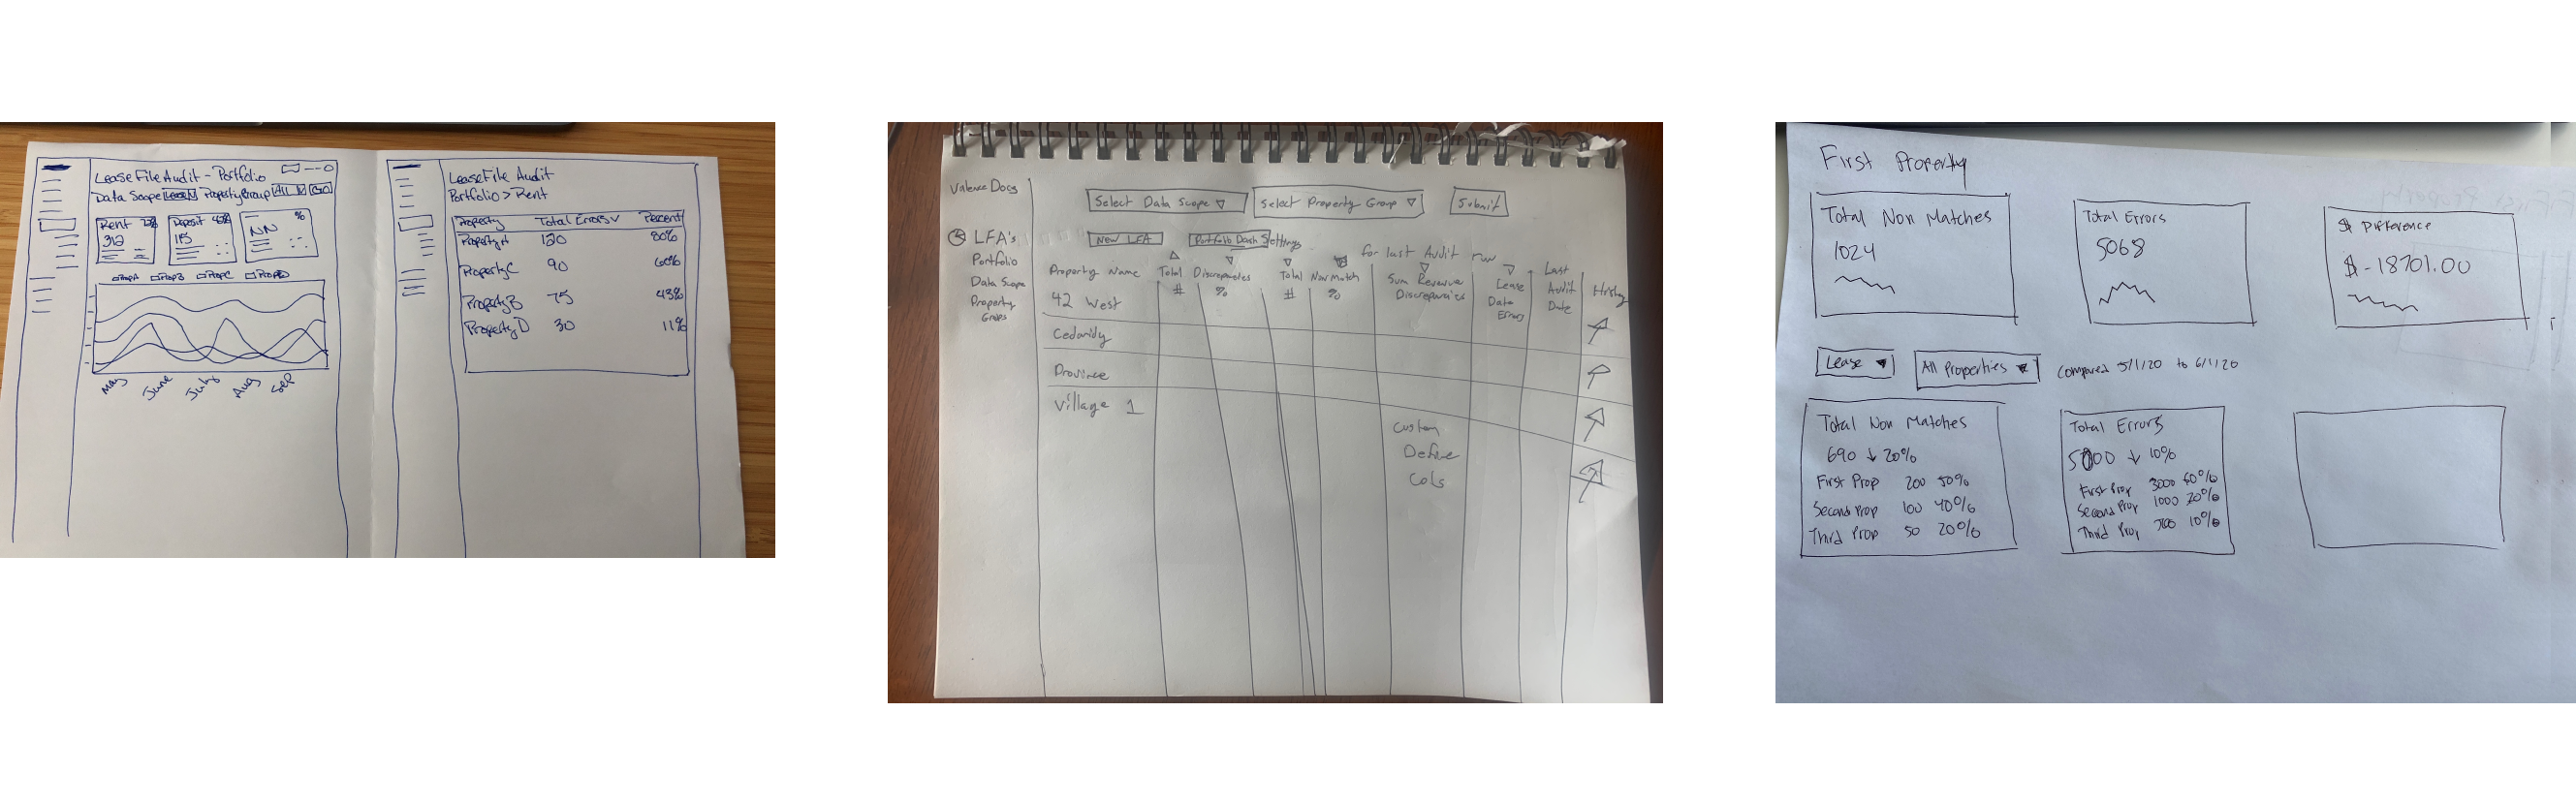 Lease File Audit - Portfolio
Data Scope Lease Property Group All Go
Rent
312
Deposit
115
NN
%
PropA PropB PropC PropD
May June July Aug Sep
Lease File Audit
Portfolio > Rent
Property Total Errors Percent
Property A 120 80%
Property C 90 60%
Property B 75 43%
Property D 30 11%
Valence Docs
Select Data Scope Select Property Group Submit
LFA's
Portfolio
Data Scope
Property
Groups
New LFA Portfolio Dash Settings
for last Audit run
Property Name Total Discrepancies Total Non Match Sum Revenue Discrepancies Lease Data Errors Last Audit Date History
# % # %
42 West
Cedaridy
Province
Village 1
Custom
Define
Cols
First Property
Total Non Matches
1024
Total Errors
5068
$ Difference
$-18701.00
Lease All Properties compared 5/1/20 to 6/1/20
Total Non Matches
690 ↓ 20%
First Prop 200 50%
Second Prop 100 40%
Third Prop 50 20%
Total Errors
5000 ↓ 10%
First Prop 3000 60%
Second Prop 1000 20%
Third Prop 10%